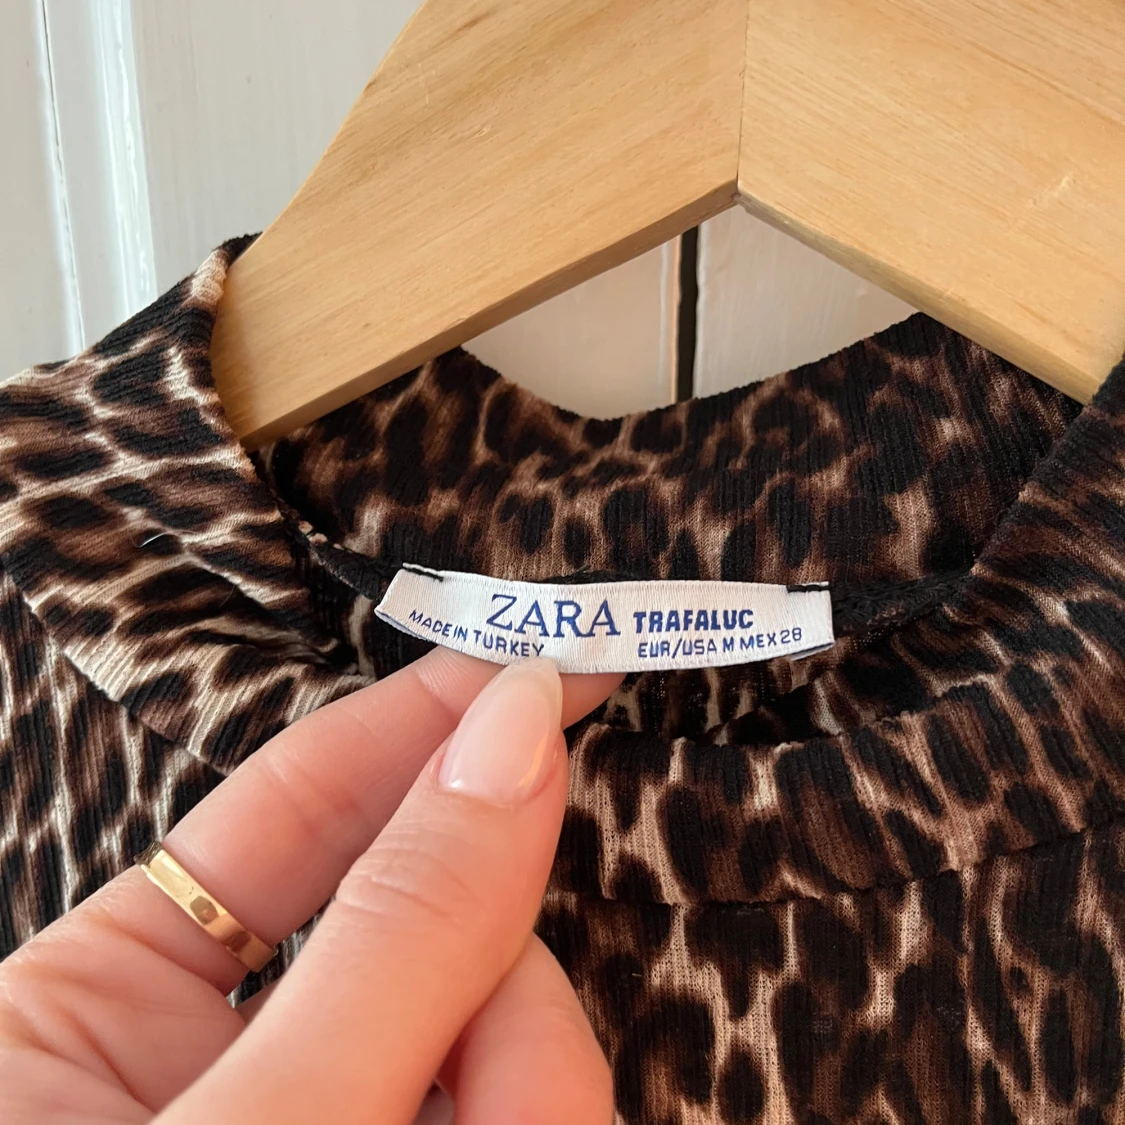 ZARA TRAFALUC
MADE IN TURKEY EUR/USA M MEX 28